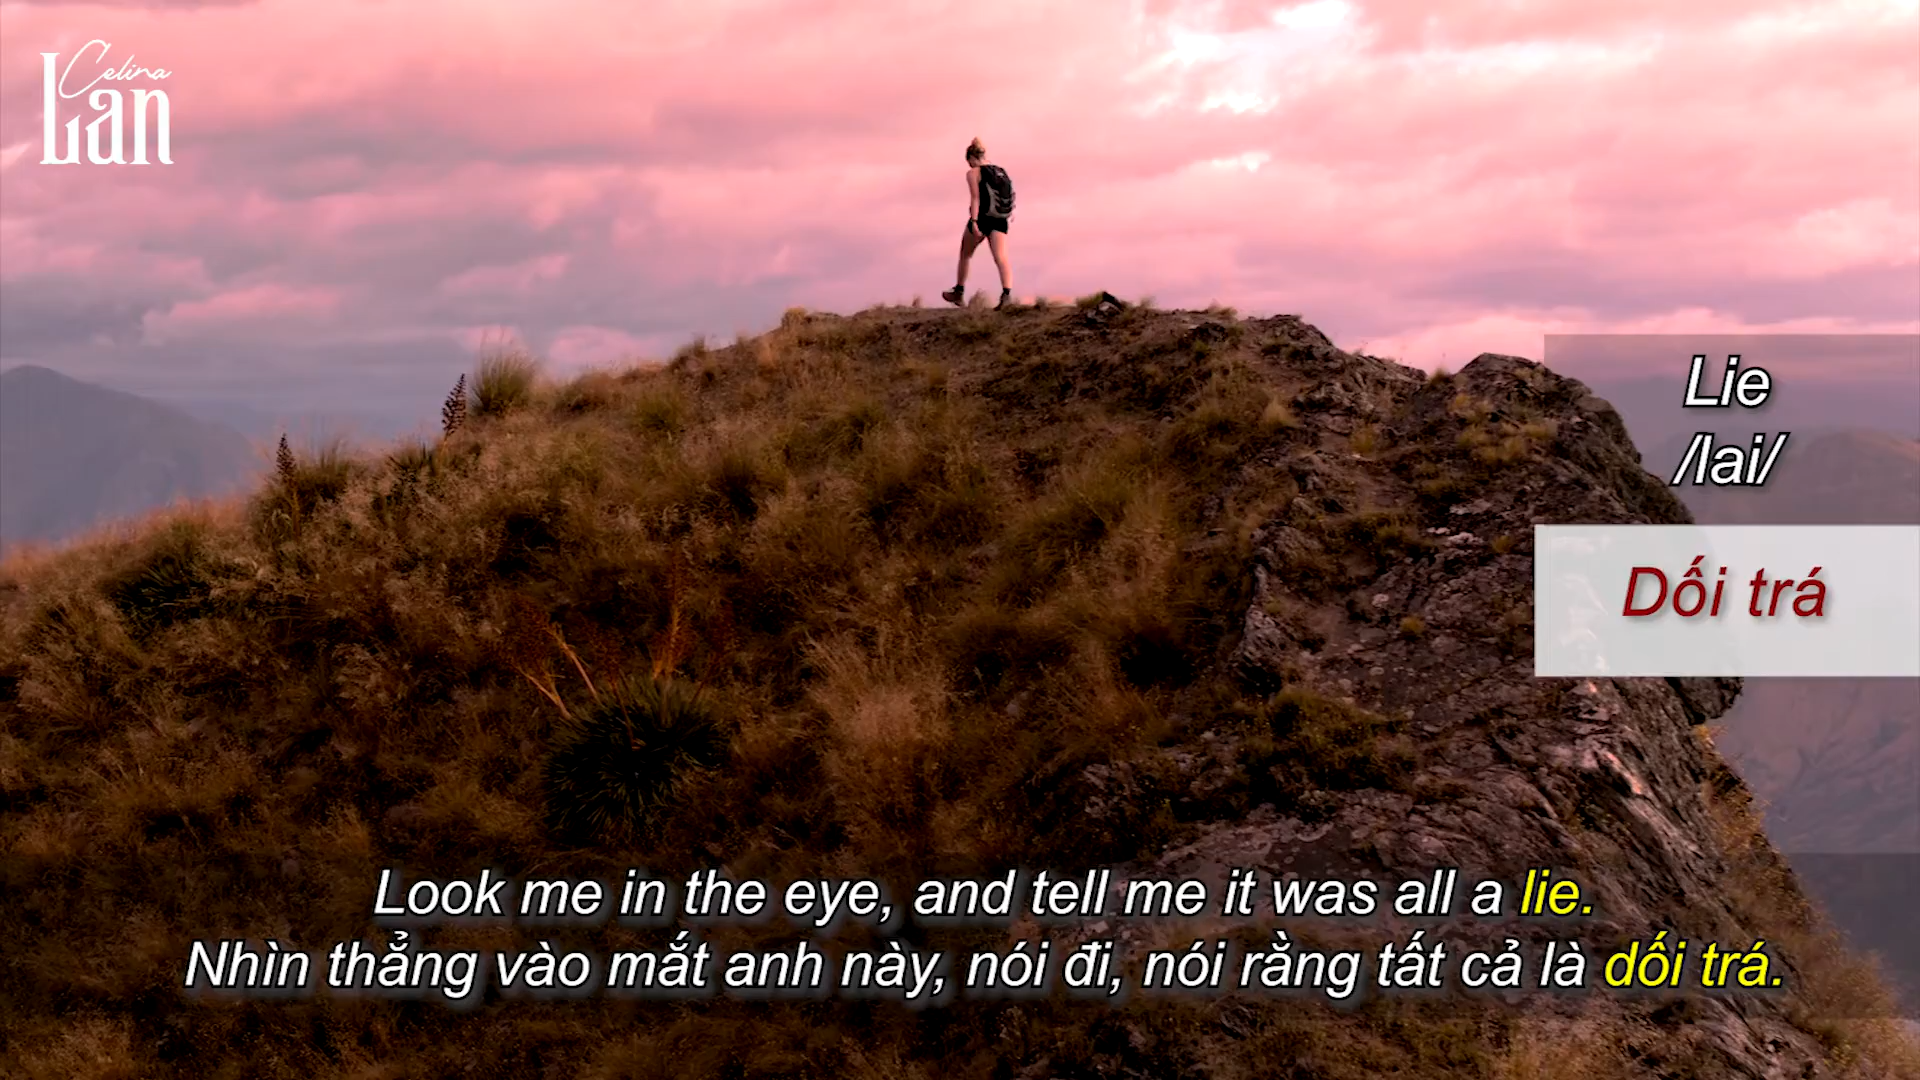 Celina
Lan
Lie
/lai/
Dối trá
Look me in the eye, and tell me it was all a lie.
Nhìn thẳng vào mắt anh này, nói đi, nói rằng tất cả là dối trá.